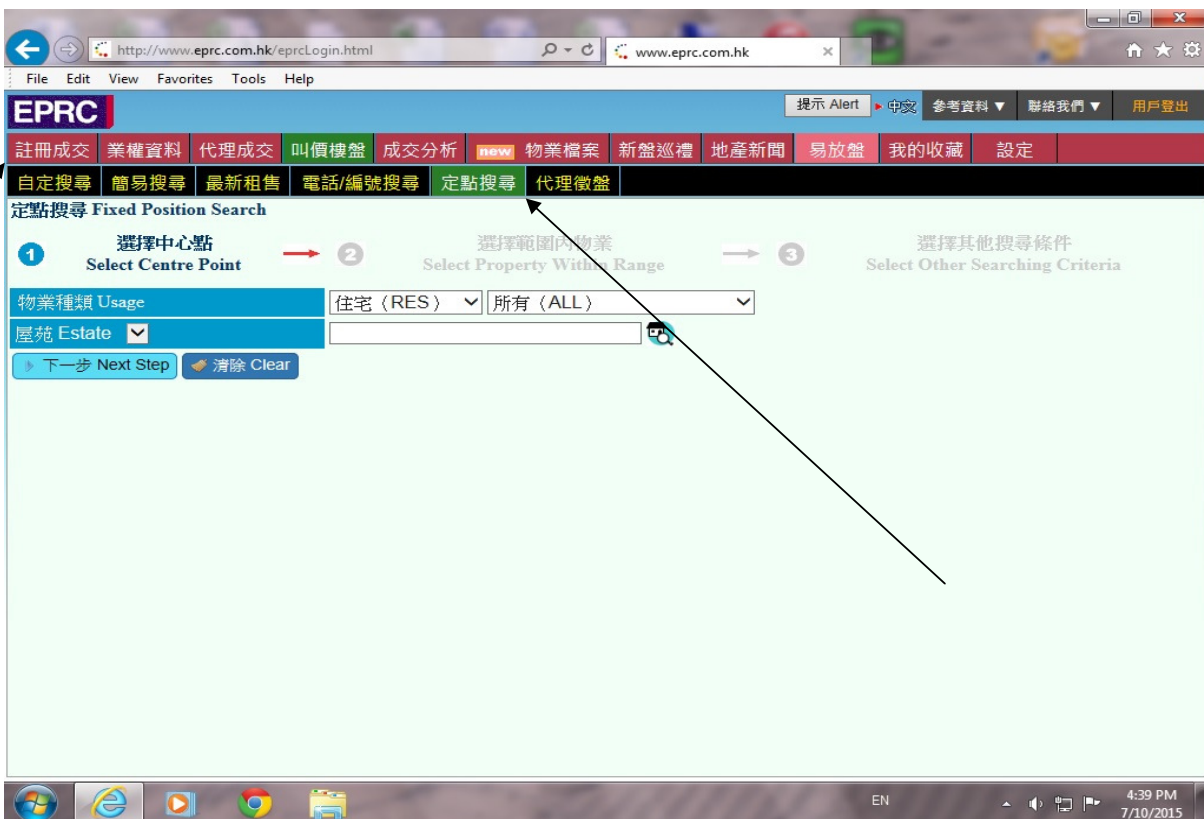 http://www.eprc.com.hk/eprcLogin.html
www.eprc.com.hk
File Edit View Favorites Tools Help
EPRC 提示 Alert 中文 參考資料 ▼ 聯絡我們 ▼ 用戶登出
註冊成交 業權資料 代理成交 叫價樓盤 成交分析 new 物業檔案 新盤巡禮 地產新聞 易放盤 我的收藏 設定
自定搜尋 簡易搜尋 最新租售 電話/編號搜尋 定點搜尋 代理徵盤
定點搜尋 Fixed Position Search
1 選擇中心點 2 選擇範圍內物業 3 選擇其他搜尋條件
Select Centre Point Select Property Within Range Select Other Searching Criteria
物業種類 Usage 住宅（RES） 所有（ALL）
屋苑 Estate
下一步 Next Step 清除 Clear
EN 4:39 PM
7/10/2015